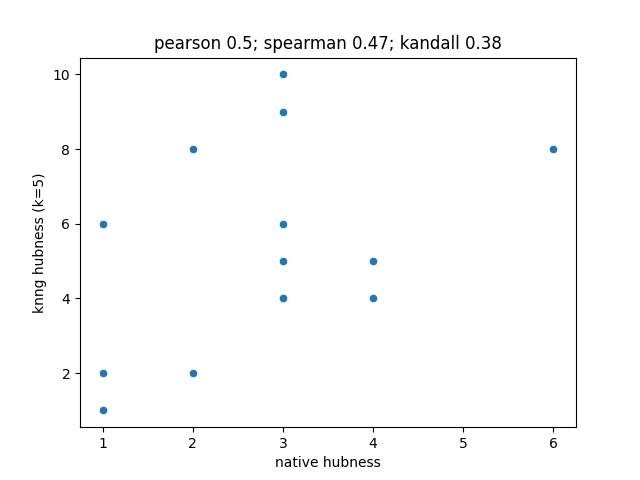 pearson 0.5; spearman 0.47; kandall 0.38
10
8
6
4
2
knng hubness (k=5)
1 2 3 4 5 6
native hubness